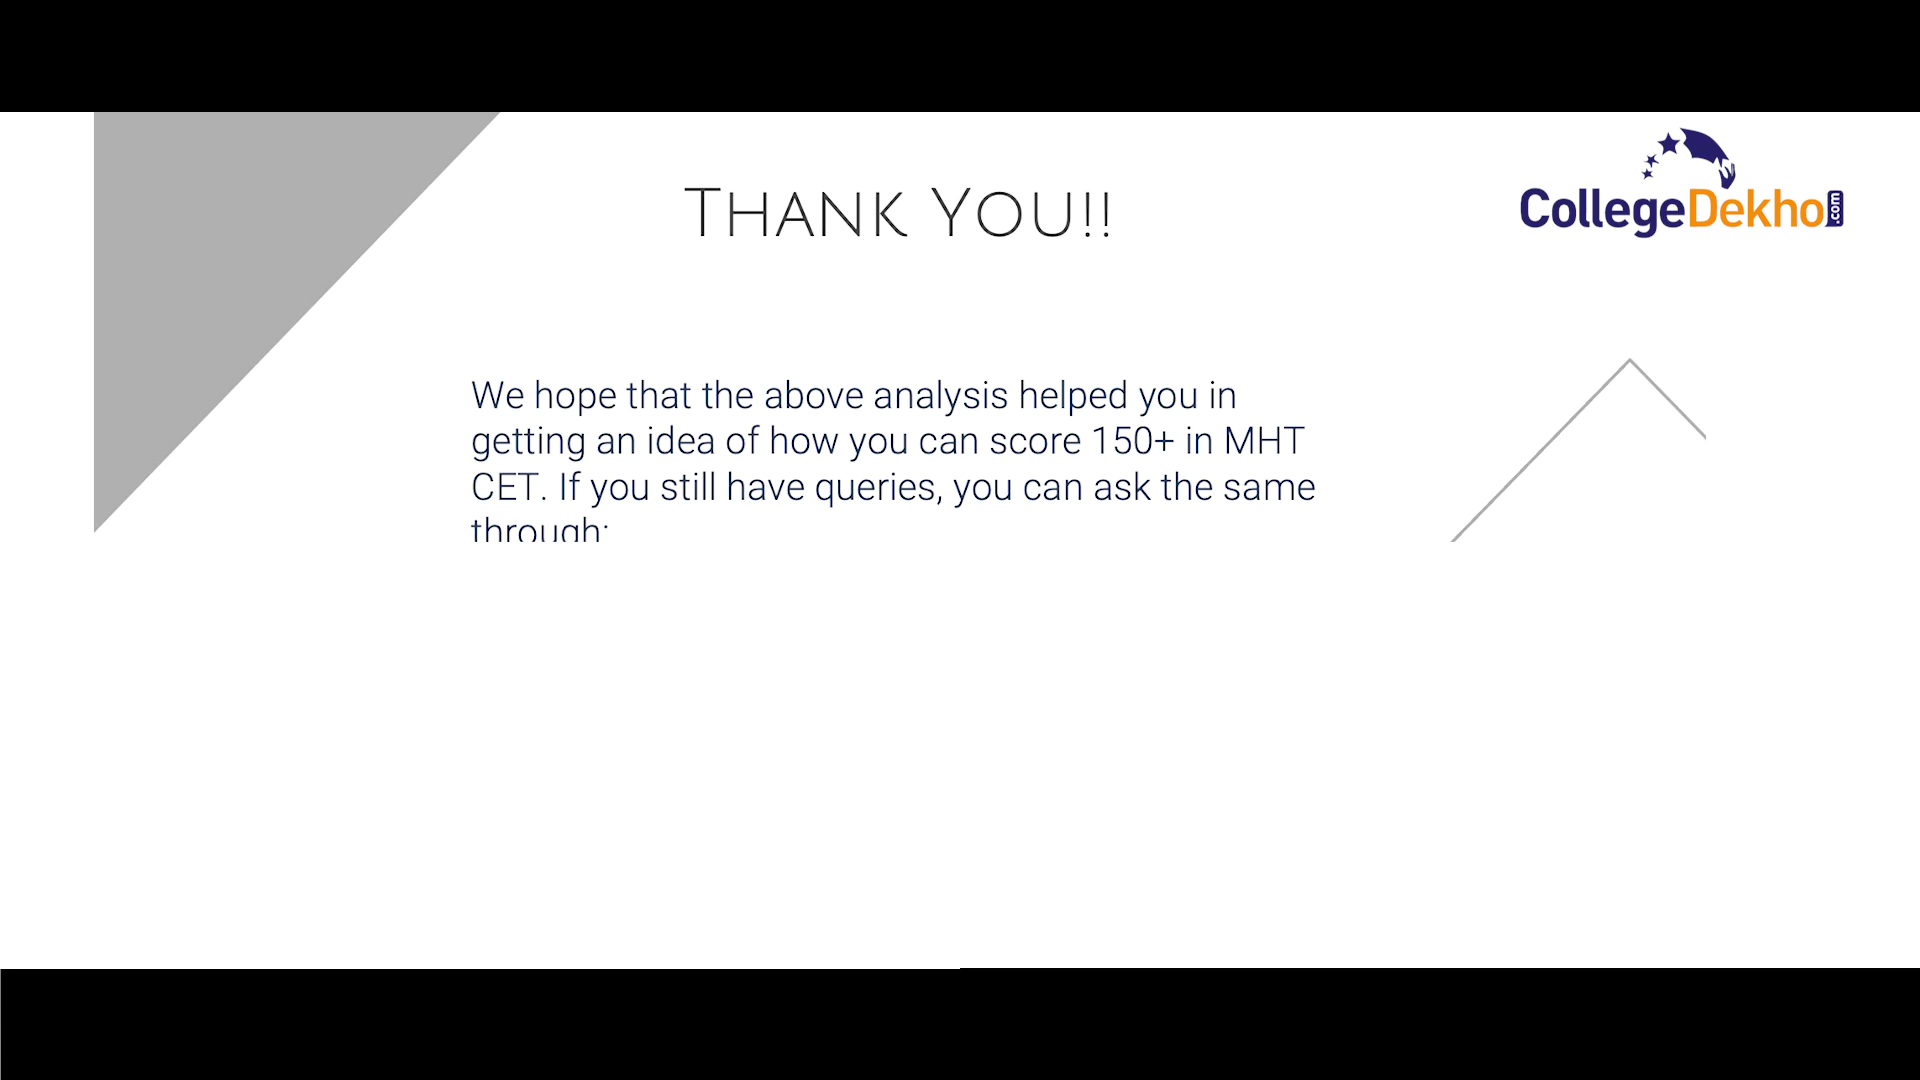 THANK YOU!!
CollegeDekho.com
We hope that the above analysis helped you in
getting an idea of how you can score 150+ in MHT
CET. If you still have queries, you can ask the same
through: